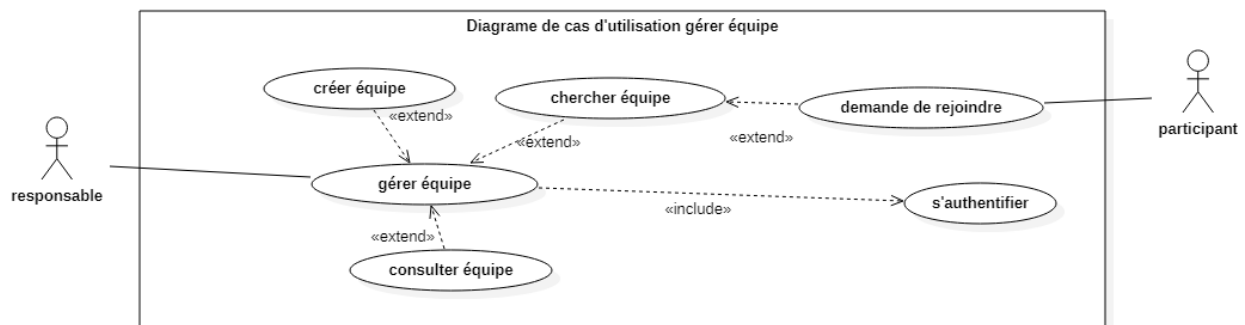 Diagrame de cas d'utilisation gérer équipe
créer équipe
chercher équipe
demande de rejoindre
«extend»
«extend»
«extend»
participant
responsable
gérer équipe
s'authentifier
«include»
«extend»
consulter équipe